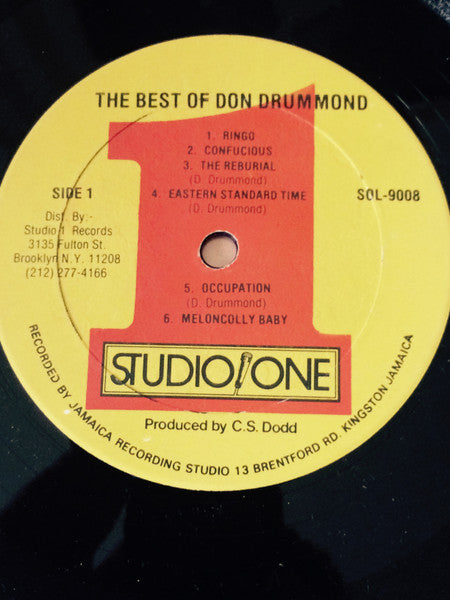 THE BEST OF DON DRUMMOND
1. RINGO
2. CONFUCIOUS
3. THE REBURIAL
(D. Drummond)
SIDE 1
4. EASTERN STANDARD TIME
(D. Drummond)
SOL-9008
Dist. By:-
Studio 1 Records
3135 Fulton St.
Brooklyn N.Y. 11208
(212) 277-4166
5. OCCUPATION
(D. Drummond)
6. MELONCOLLY BABY
STUDIO ONE
Produced by C.S. Dodd
RECORDED BY JAMAICA RECORDING STUDIO 13 BRENTFORD RD. KINGSTON JAMAICA